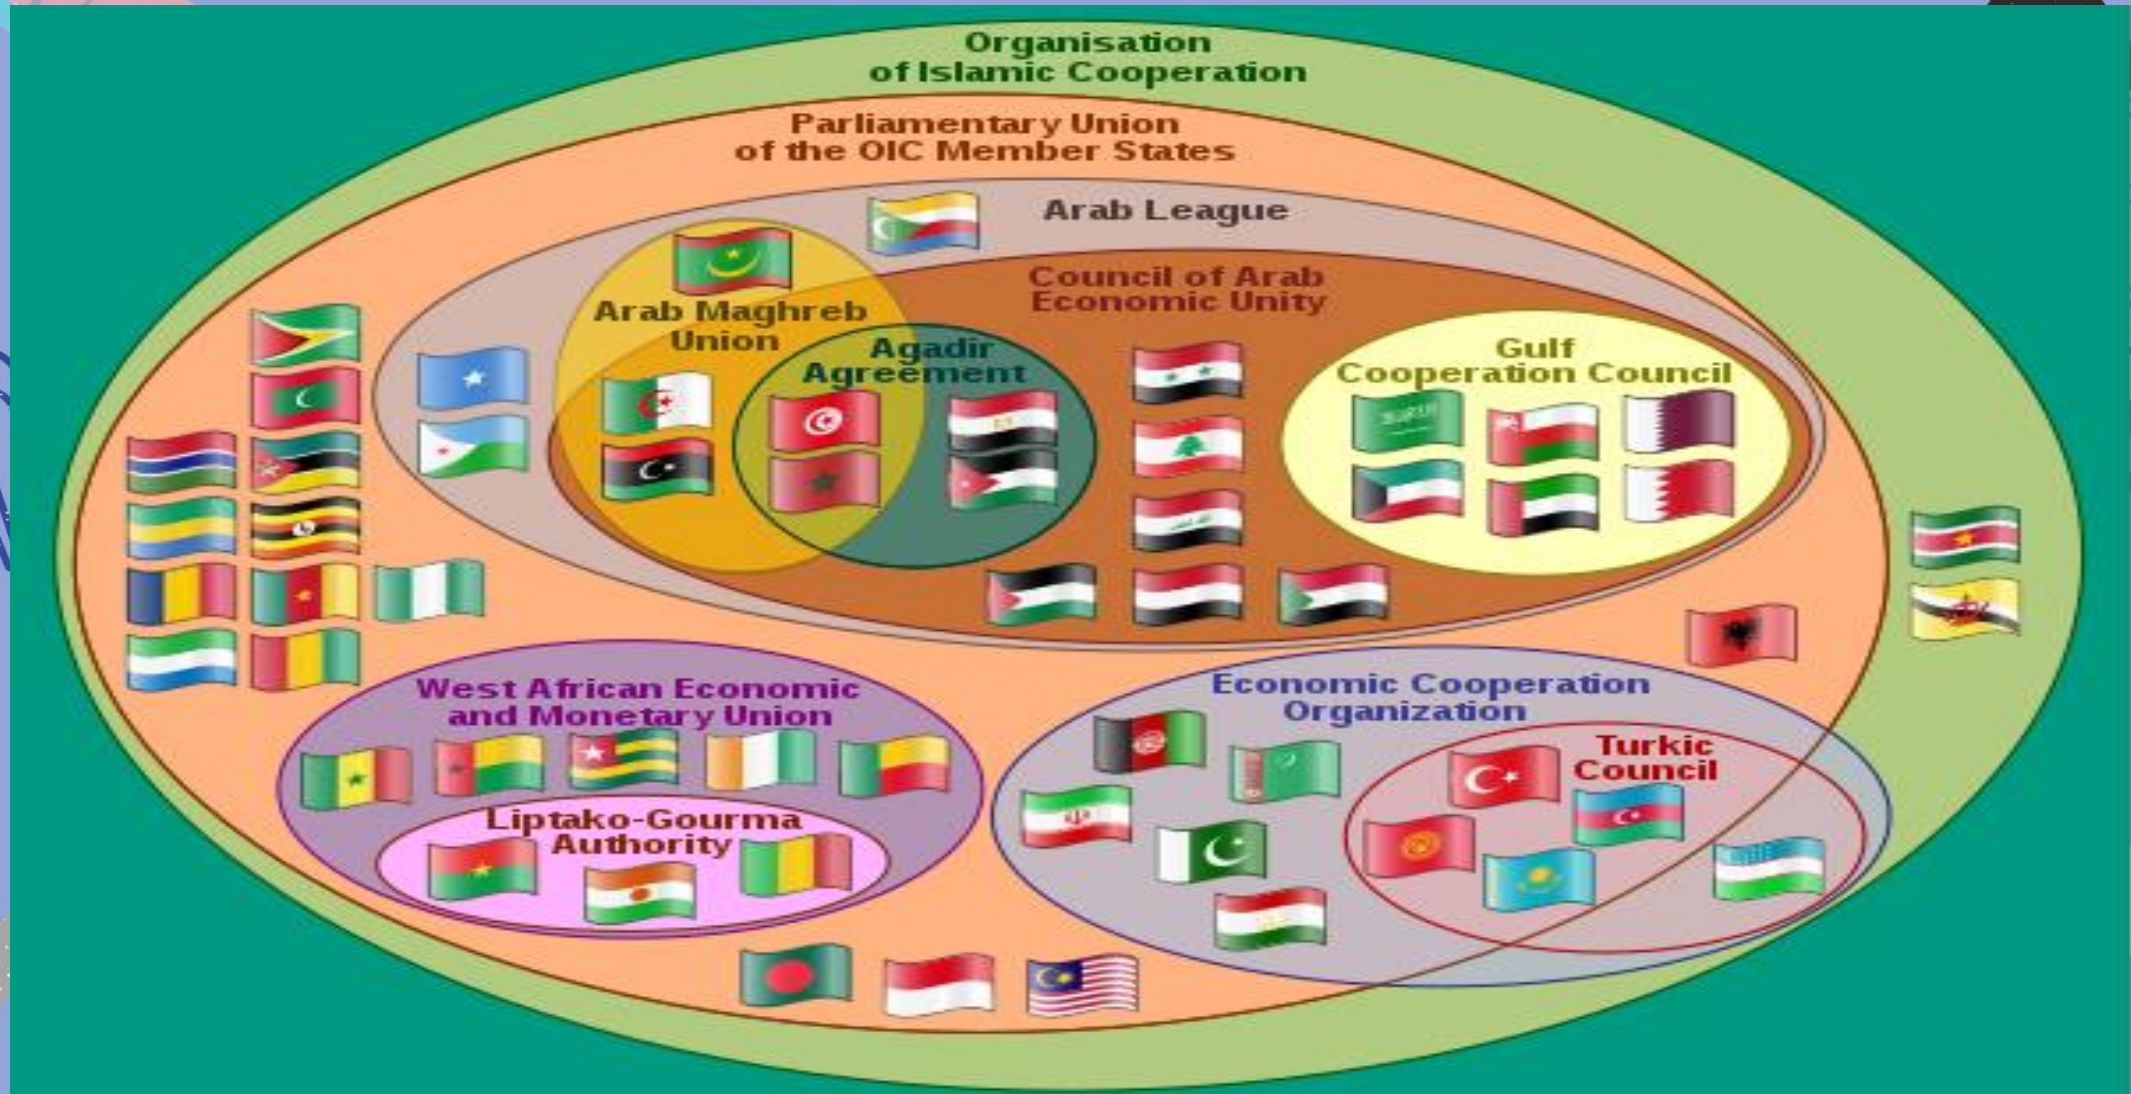 Organisation
of Islamic Cooperation
Parliamentary Union
of the OIC Member States
Arab League
Council of Arab
Economic Unity
Arab Maghreb
Union
Agadir
Agreement
Gulf
Cooperation Council
West African Economic
and Monetary Union
Liptako-Gourma
Authority
Economic Cooperation
Organization
Turkic
Council